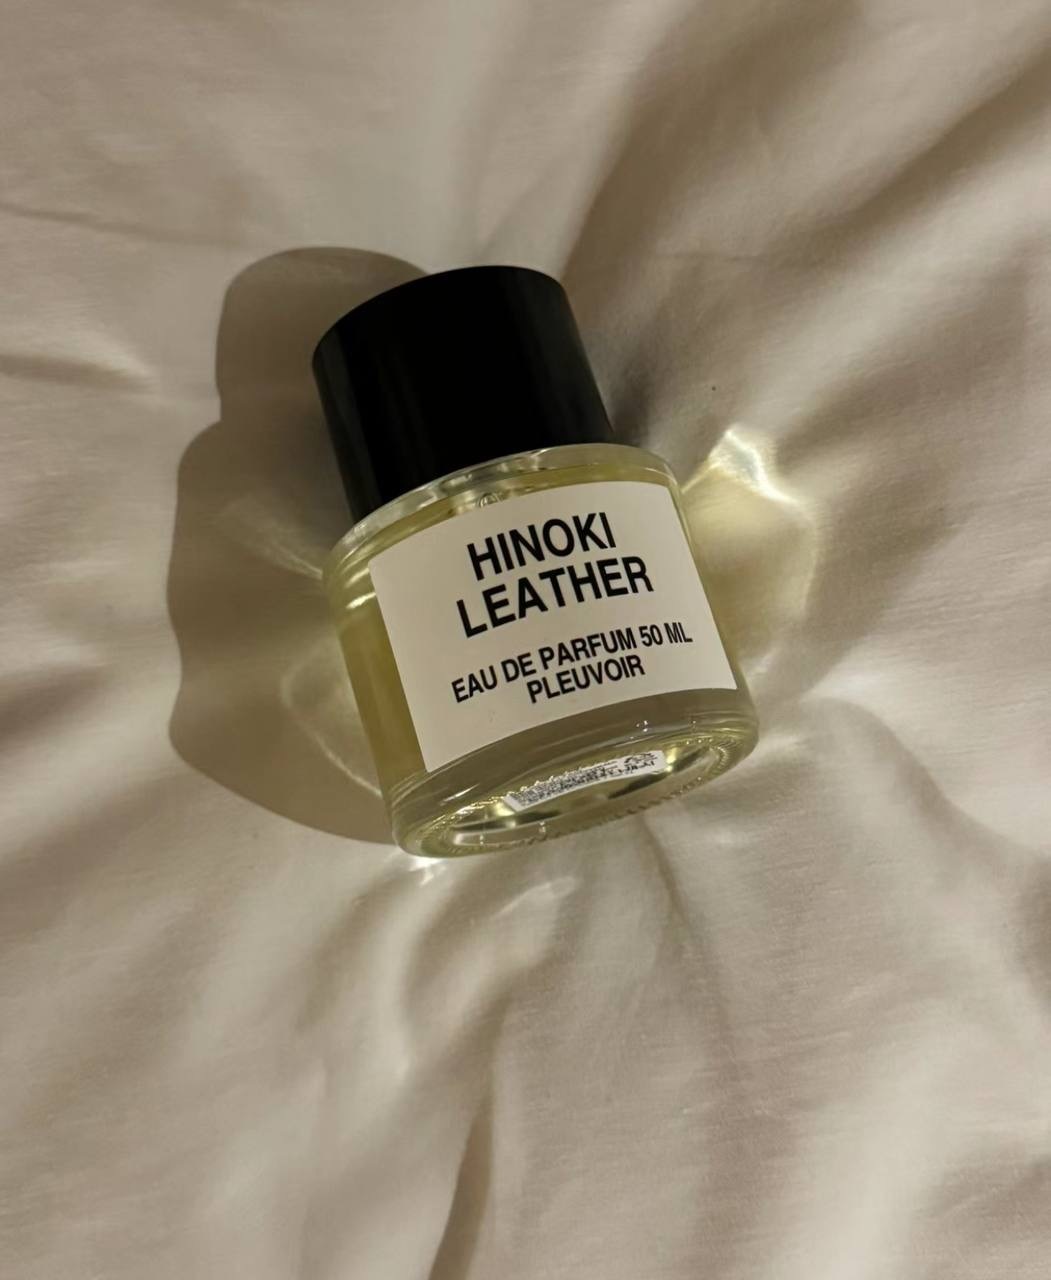 HINOKI
LEATHER
EAU DE PARFUM 50 ML
PLEUVOIR